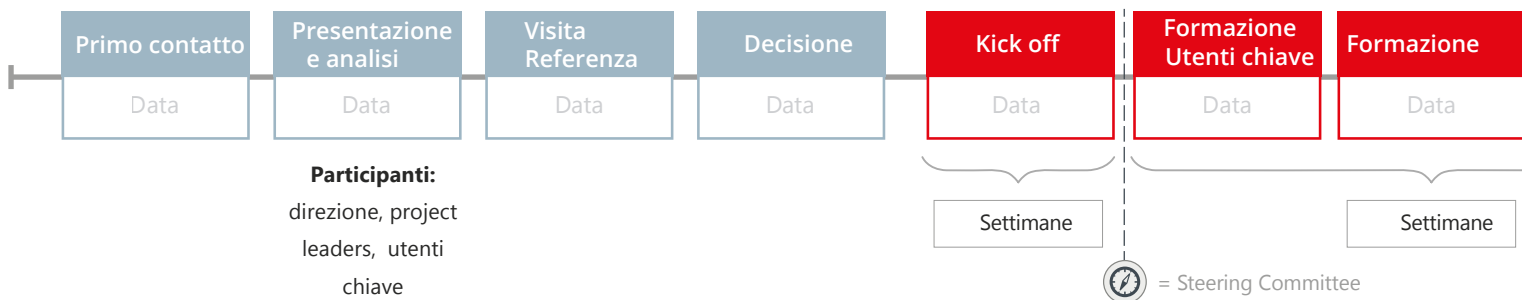 Primo contatto
Data
Presentazione
e analisi
Data
Visita
Referenza
Data
Decisione
Data
Kick off
Data
Formazione
Utenti chiave
Data
Formazione
Data
Participanti:
direzione, project
leaders, utenti
chiave
Settimane
Settimane
= Steering Committee